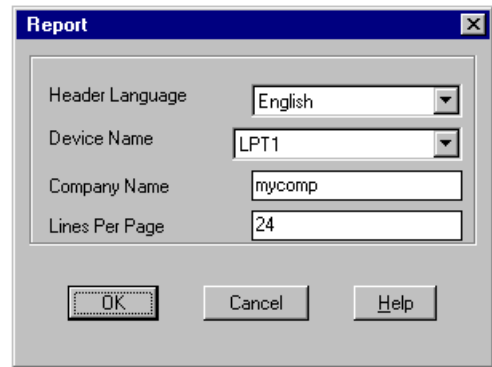 Report
Header Language English
Device Name LPT1
Company Name mycomp
Lines Per Page 24
OK Cancel Help